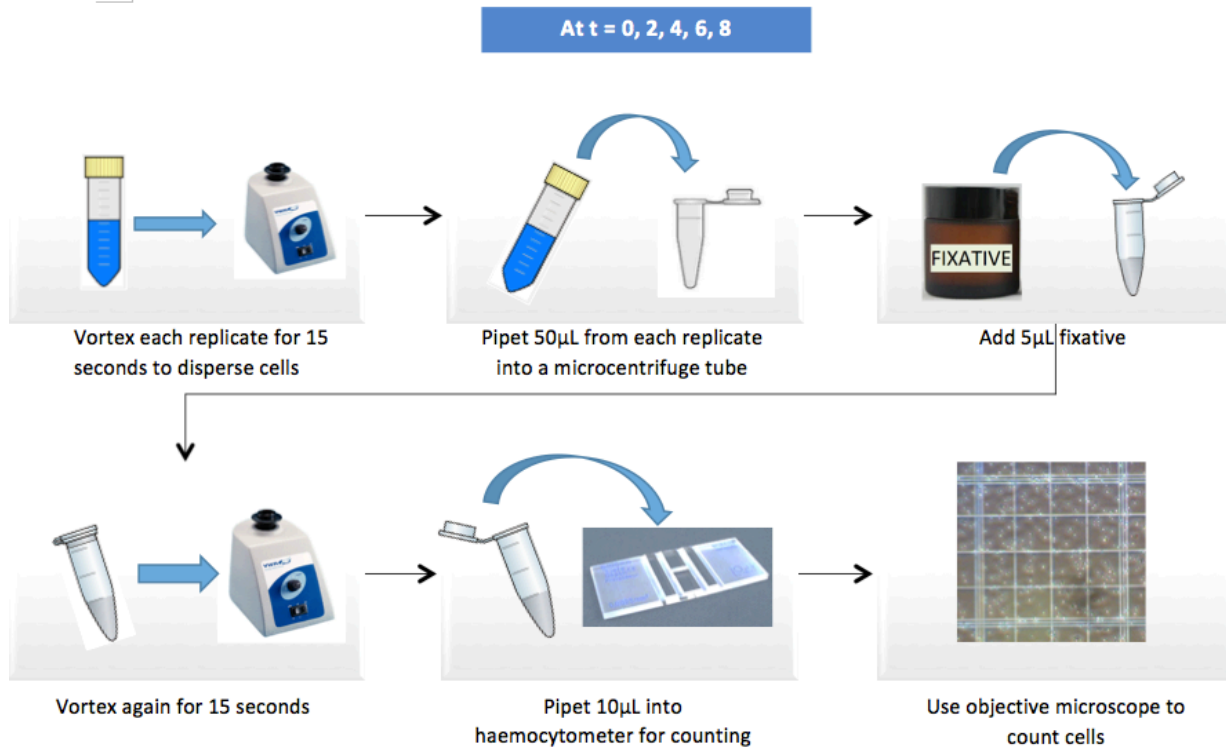 At t = 0, 2, 4, 6, 8
FIXATIVE
Vortex each replicate for 15
seconds to disperse cells
Pipet 50µL from each replicate
into a microcentrifuge tube
Add 5µL fixative
Vortex again for 15 seconds
Pipet 10µL into
haemocytometer for counting
Use objective microscope to
count cells